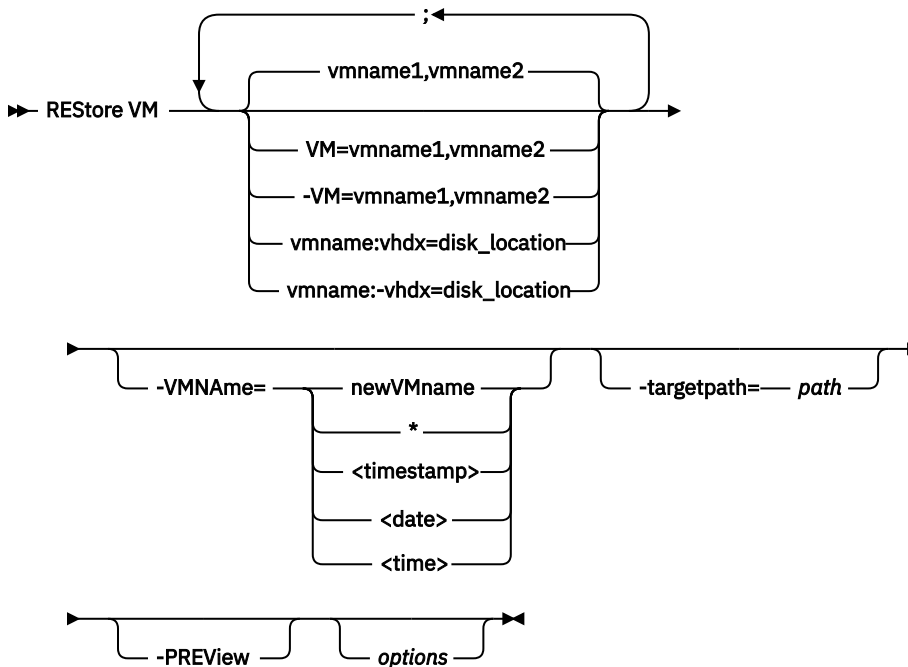 ;
vmname1,vmname2
REStore VM
VM=vmname1,vmname2
-VM=vmname1,vmname2
vmname:vhdx=disk_location
vmname:-vhdx=disk_location
-VMNAme= newVMname -targetpath= path
*
<timestamp>
<date>
<time>
-PREView options